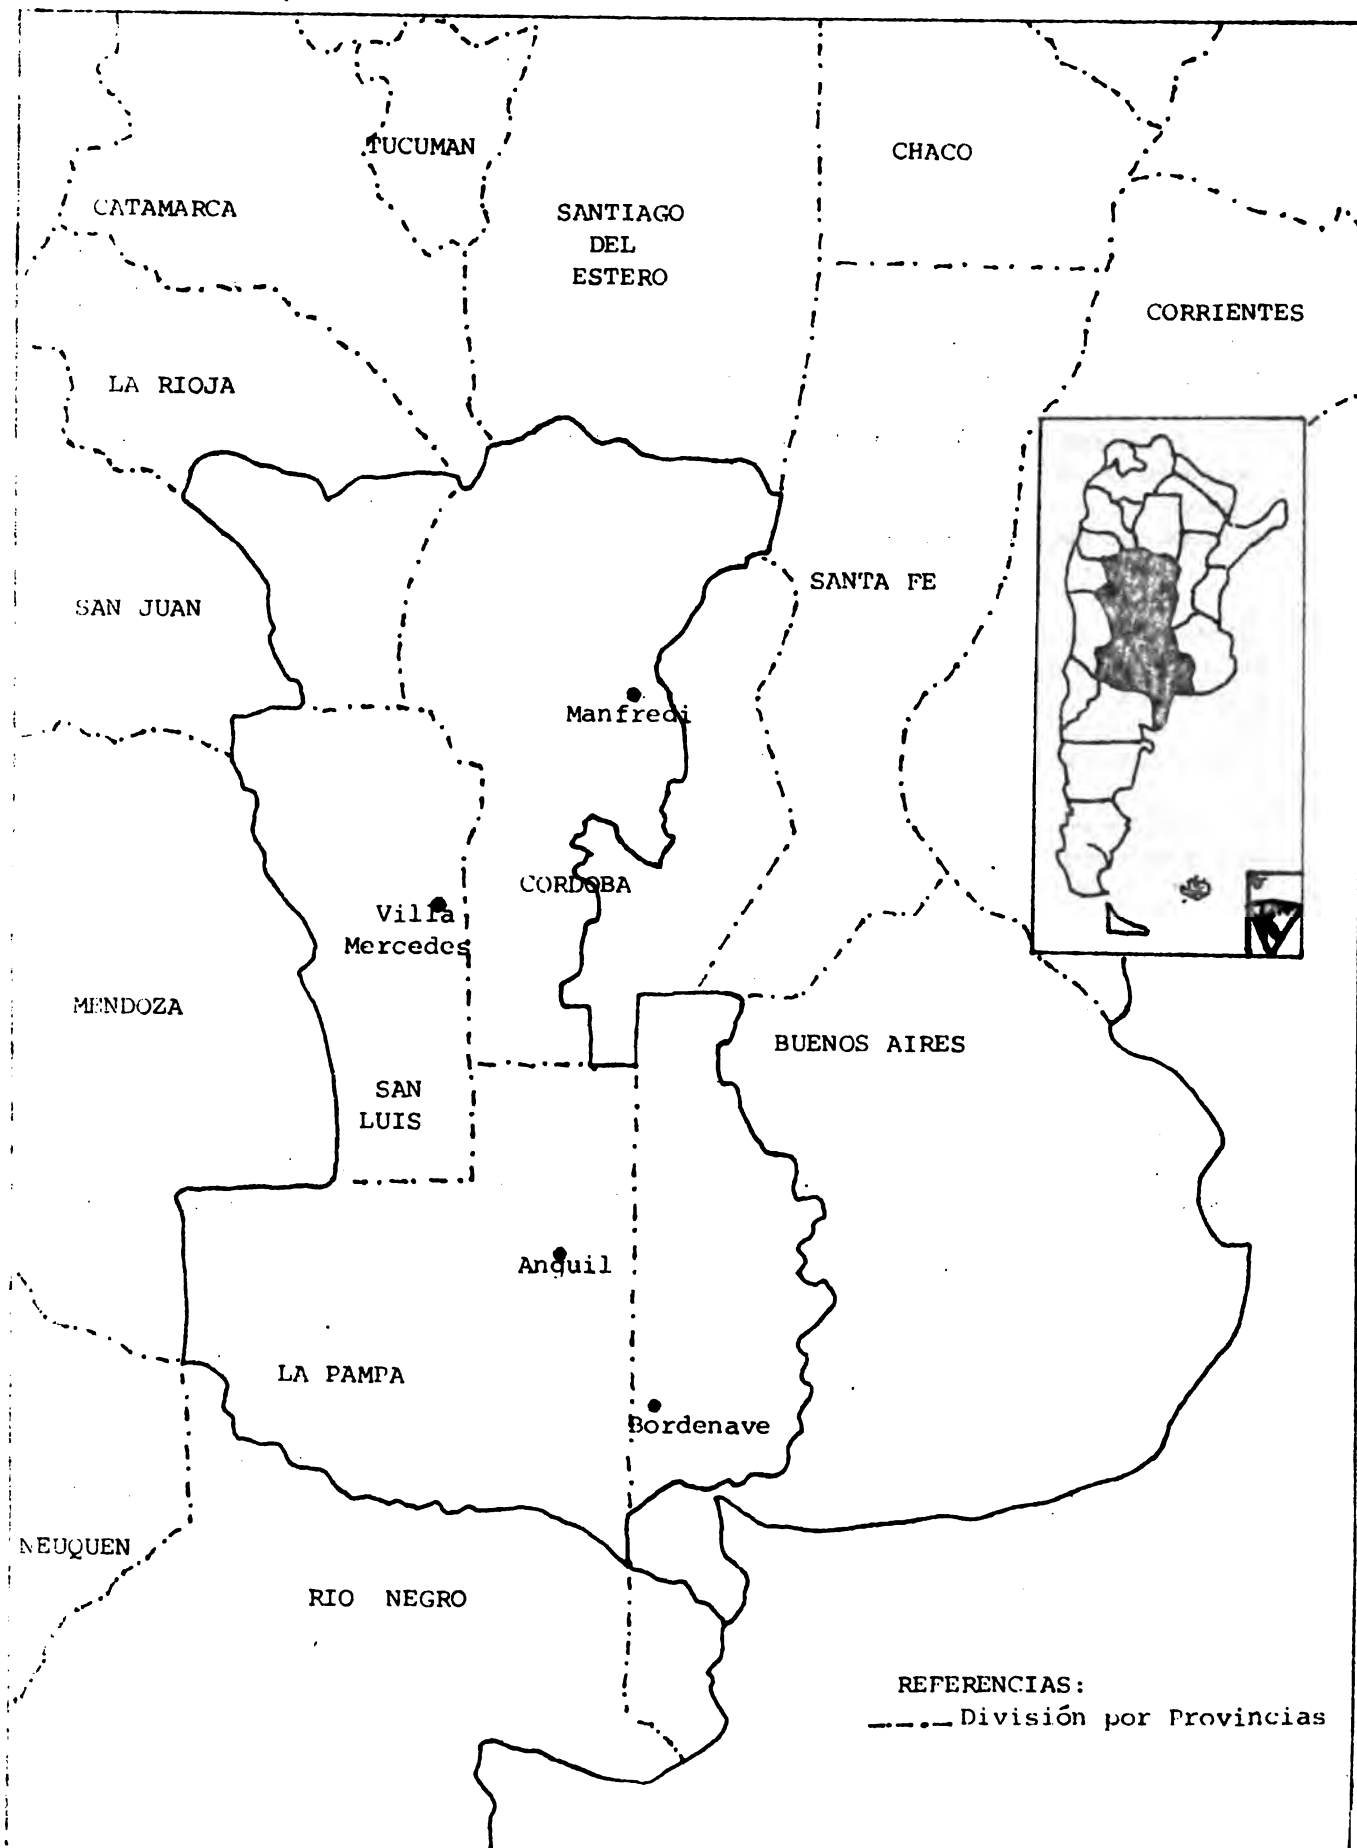 TUCUMAN
CHACO
CATAMARCA
SANTIAGO
DEL
ESTERO
CORRIENTES
LA RIOJA
SANTA FE
SAN JUAN
Manfredi
CORDOBA
Villa
Mercedes
MENDOZA
BUENOS AIRES
SAN
LUIS
Anguil
LA PAMPA
Bordenave
NEUQUEN
RIO NEGRO
REFERENCIAS:
División por Provincias